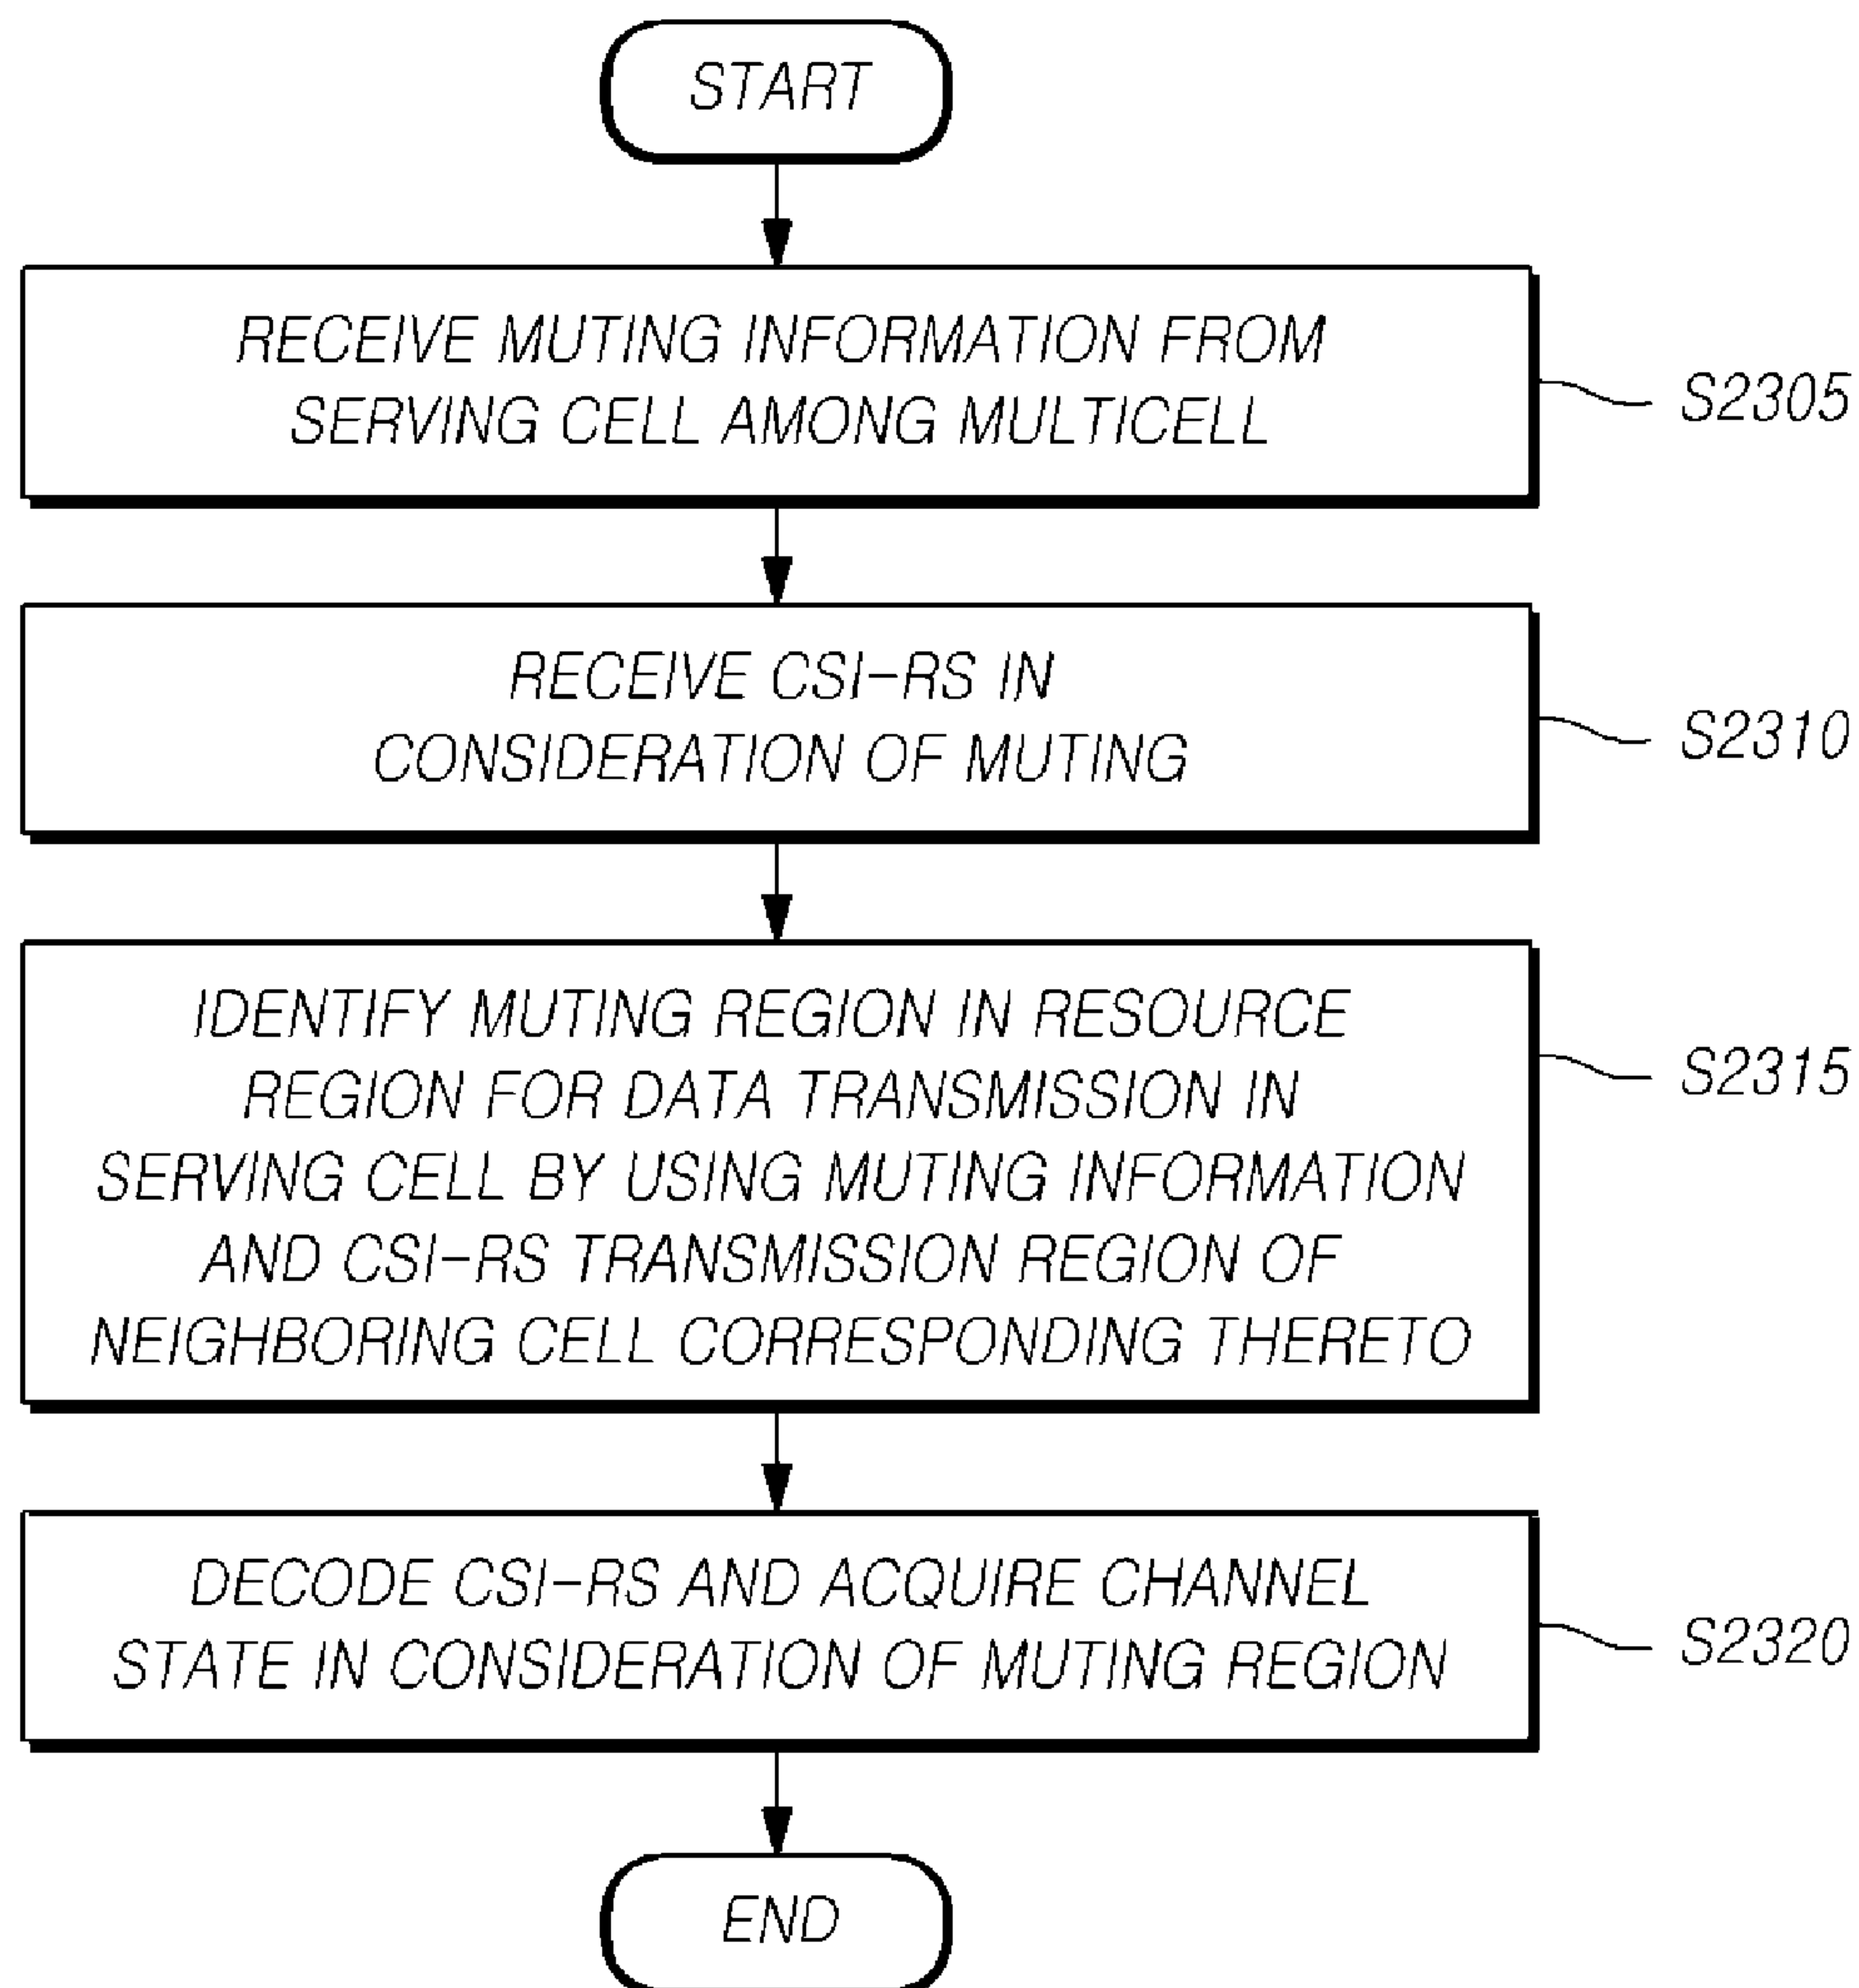 START
RECEIVE MUTING INFORMATION FROM
SERVING CELL AMONG MULTICELL
S2305
RECEIVE CSI-RS IN
CONSIDERATION OF MUTING
S2310
IDENTIFY MUTING REGION IN RESOURCE
REGION FOR DATA TRANSMISSION IN
SERVING CELL BY USING MUTING INFORMATION
AND CSI-RS TRANSMISSION REGION OF
NEIGHBORING CELL CORRESPONDING THERETO
S2315
DECODE CSI-RS AND ACQUIRE CHANNEL
STATE IN CONSIDERATION OF MUTING REGION
S2320
END